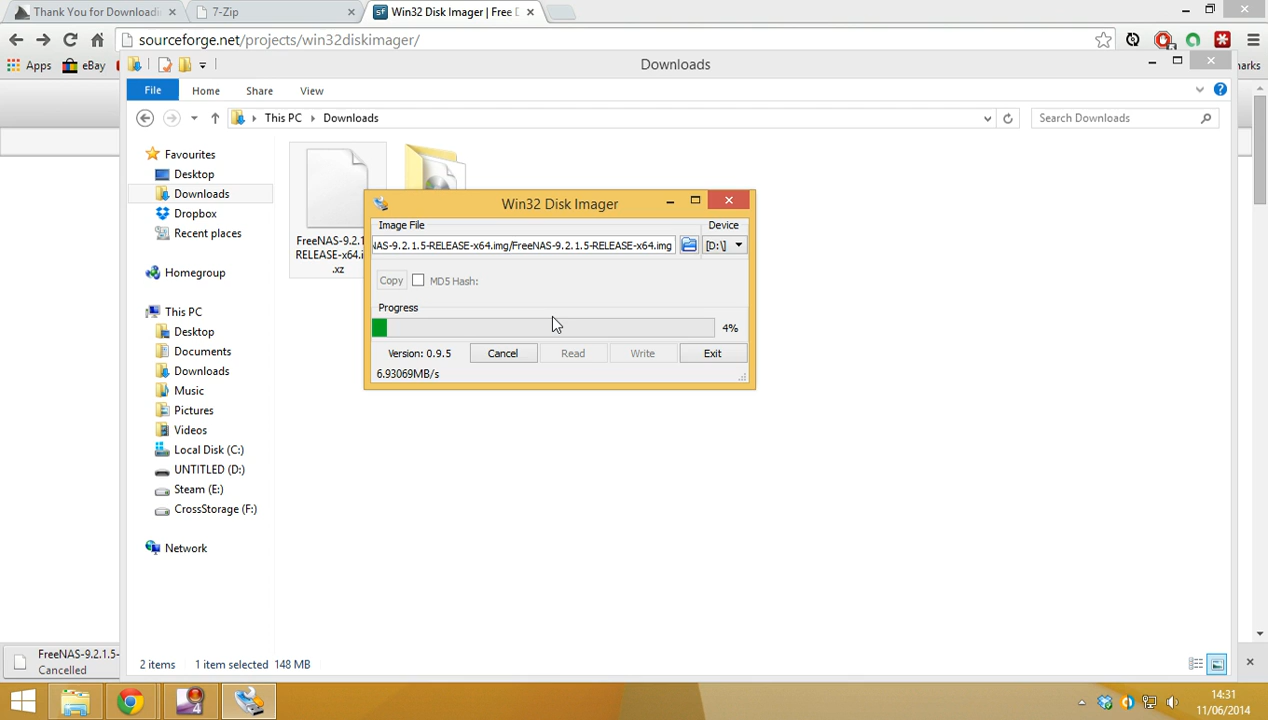 Thank You for Downloadi
7-Zip
Win32 Disk Imager | Free D
sourceforge.net/projects/win32diskimager/
Apps
eBay
Downloads
File
Home
Share
View
This PC
Downloads
Search Downloads
Favourites
Desktop
Downloads
Dropbox
Recent places
Homegroup
This PC
Desktop
Documents
Downloads
Music
Pictures
Videos
Local Disk (C:)
UNTITLED (D:)
Steam (E:)
CrossStorage (F:)
Network
FreeNAS-9.2.1
RELEASE-x64.i
.xz
Win32 Disk Imager
Image File
Device
NAS-9.2.1.5-RELEASE-x64.img/FreeNAS-9.2.1.5-RELEASE-x64.img
[D:\]
Copy
MD5 Hash:
Progress
4%
Version: 0.9.5
Cancel
Read
Write
Exit
6.93069MB/s
2 items
1 item selected 148 MB
FreeNAS-9.2.1.5-
Cancelled
14:31
11/06/2014